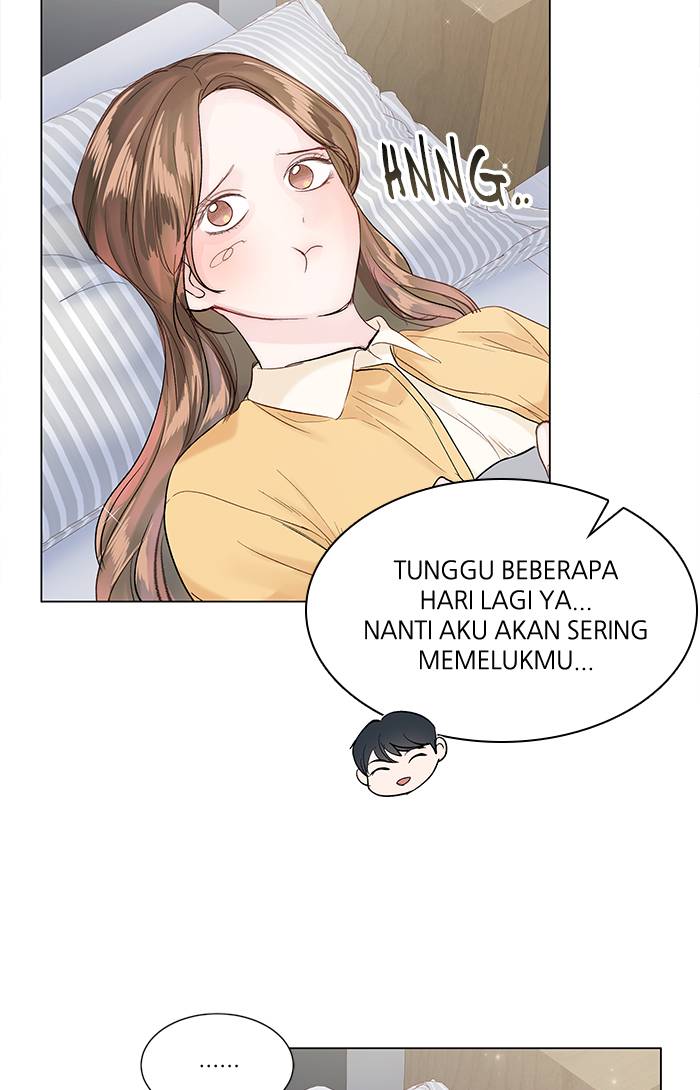 HNNG..
TUNGGU BEBERAPA
HARI LAGI YA...
NANTI AKU AKAN SERING
MEMELUKMU...
......